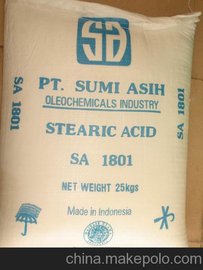 SA
PT. SUMI ASIH
OLEOCHEMICALS INDUSTRY
STEARIC ACID
SA 1801
NET WEIGHT 25kgs
Made in Indonesia
SA 1801
SA 1801
www.china.makepolo.com